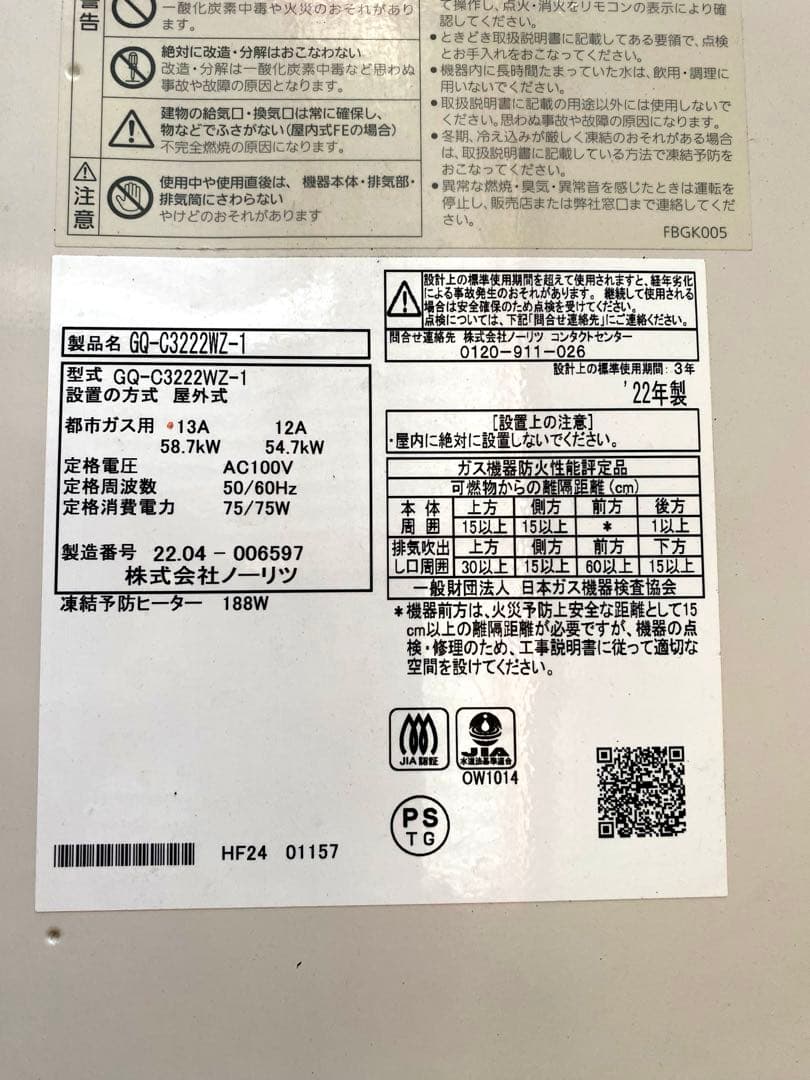 警告
一酸化炭素中毒や火災のおそれがあり
ます。
絶対に改造・分解はおこなわない
改造・分解は一酸化炭素中毒など思わぬ
事故や故障の原因となります。
建物の給気口・換気口は常に確保し、
物などでふさがない(屋内式FEの場合)
不完全燃焼の原因になります。
注意
使用中や使用直後は、機器本体・排気部・
排気筒にさわらない
やけどのおそれがあります
て操作し、点火・消火をリモコンの表示により確
認してください。
●ときどき取扱説明書に記載してある要領で、点検
とお手入れをおこなってください。
●機器内に長時間たまっていた水は、飲用・調理に
用いないでください。
●取扱説明書に記載の用途以外には使用しないで
ください。思わぬ事故や故障の原因になります。
●冬期、冷え込みが厳しく凍結のおそれがある場合
は、取扱説明書に記載している方法で凍結予防を
おこなってください。
●異常な燃焼・臭気・異常音を感じたときは運転を
停止し、販売店または弊社窓口まで連絡してくだ
さい。
FBGK005
製品名 GQ-C3222WZ-1
型式 GQ-C3222WZ-1
設置の方式 屋外式
都市ガス用 13A 12A
58.7kW 54.7kW
定格電圧 AC100V
定格周波数 50/60Hz
定格消費電力 75/75W
製造番号 22.04-006597
株式会社ノーリツ
凍結予防ヒーター 188W
設計上の標準使用期間を超えて使用されますと、経年劣化
による事故発生のおそれがあります。継続して使用される
場合は安全確保のため点検を受けてください。
点検については、下記「問合せ連絡先」にご連絡ください。
問合せ連絡先 株式会社ノーリツ コンタクトセンター
0120-911-026
設計上の標準使用期間：3年
'22年製
[設置上の注意]
・屋内に絶対に設置しないでください。
ガス機器防火性能評定品
可燃物からの離隔距離(cm)
本体 上方 側方 前方 後方
周囲 15以上 15以上 * 1以上
排気吹出 上方 側方 前方 下方
し口周囲 30以上 15以上 60以上 15以上
一般財団法人 日本ガス機器検査協会
*機器前方は、火災予防上安全な距離として15
cm以上の離隔距離が必要ですが、機器の点
検・修理のため、工事説明書に従って適切な
空間を設けてください。
JIA認証
JIA
水道法基準適合
OW1014
PS
TG
HF24 01157